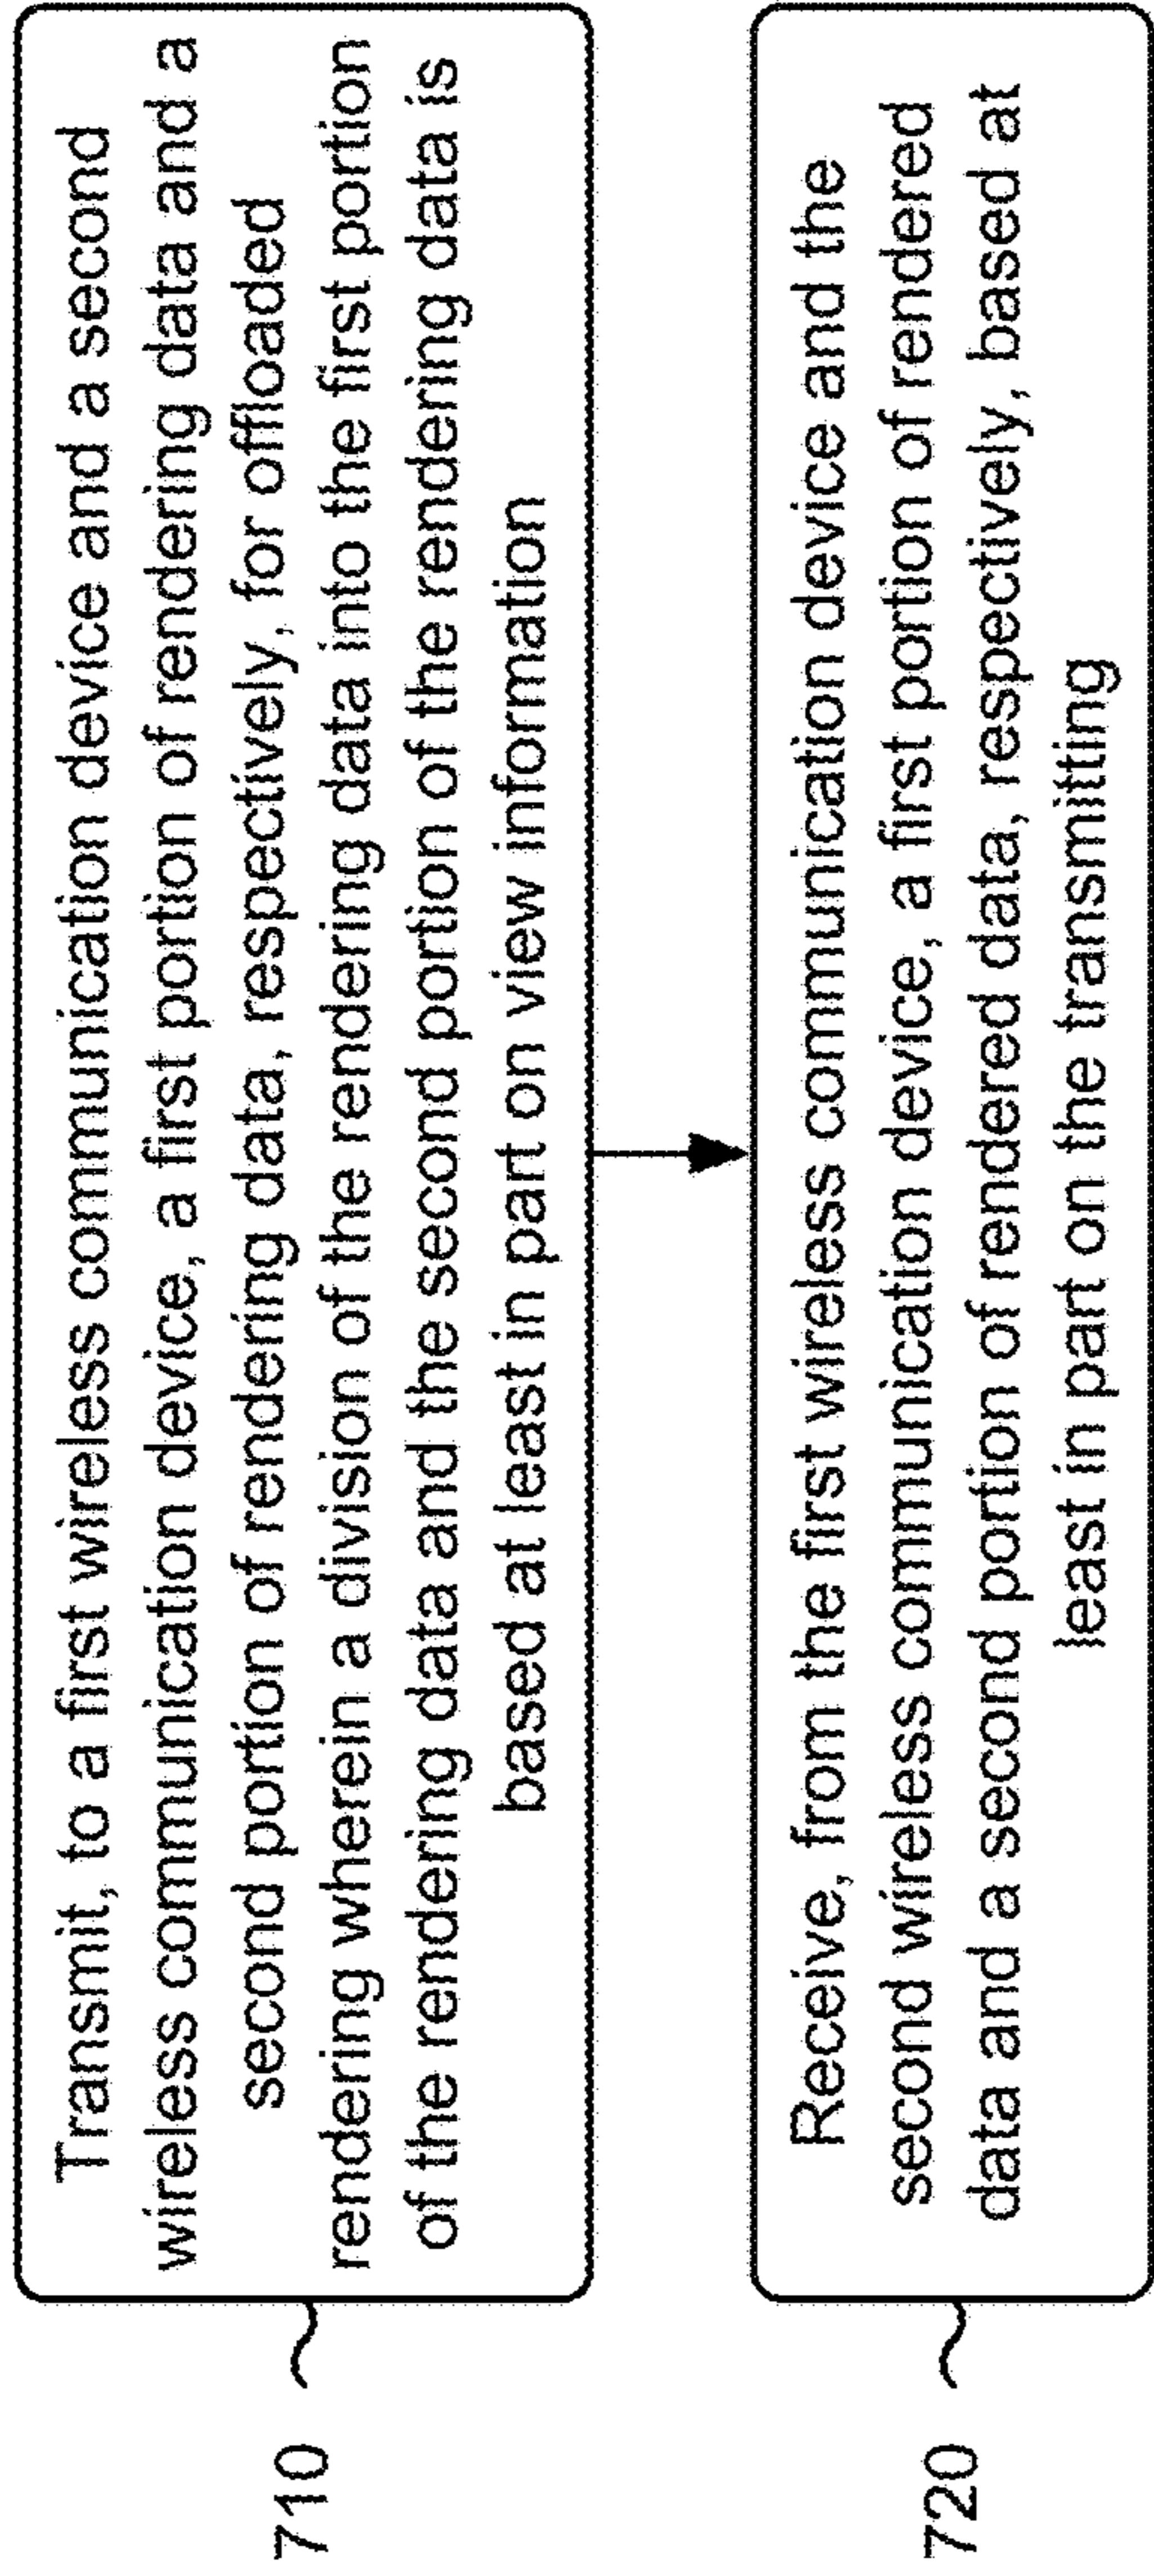 710
Transmit, to a first wireless communication device and a second
wireless communication device, a first portion of rendering data and a
second portion of rendering data, respectively, for offloaded
rendering wherein a division of the rendering data into the first portion
of the rendering data and the second portion of the rendering data is
based at least in part on view information
720
Receive, from the first wireless communication device and the
second wireless communication device, a first portion of rendered
data and a second portion of rendered data, respectively, based at
least in part on the transmitting